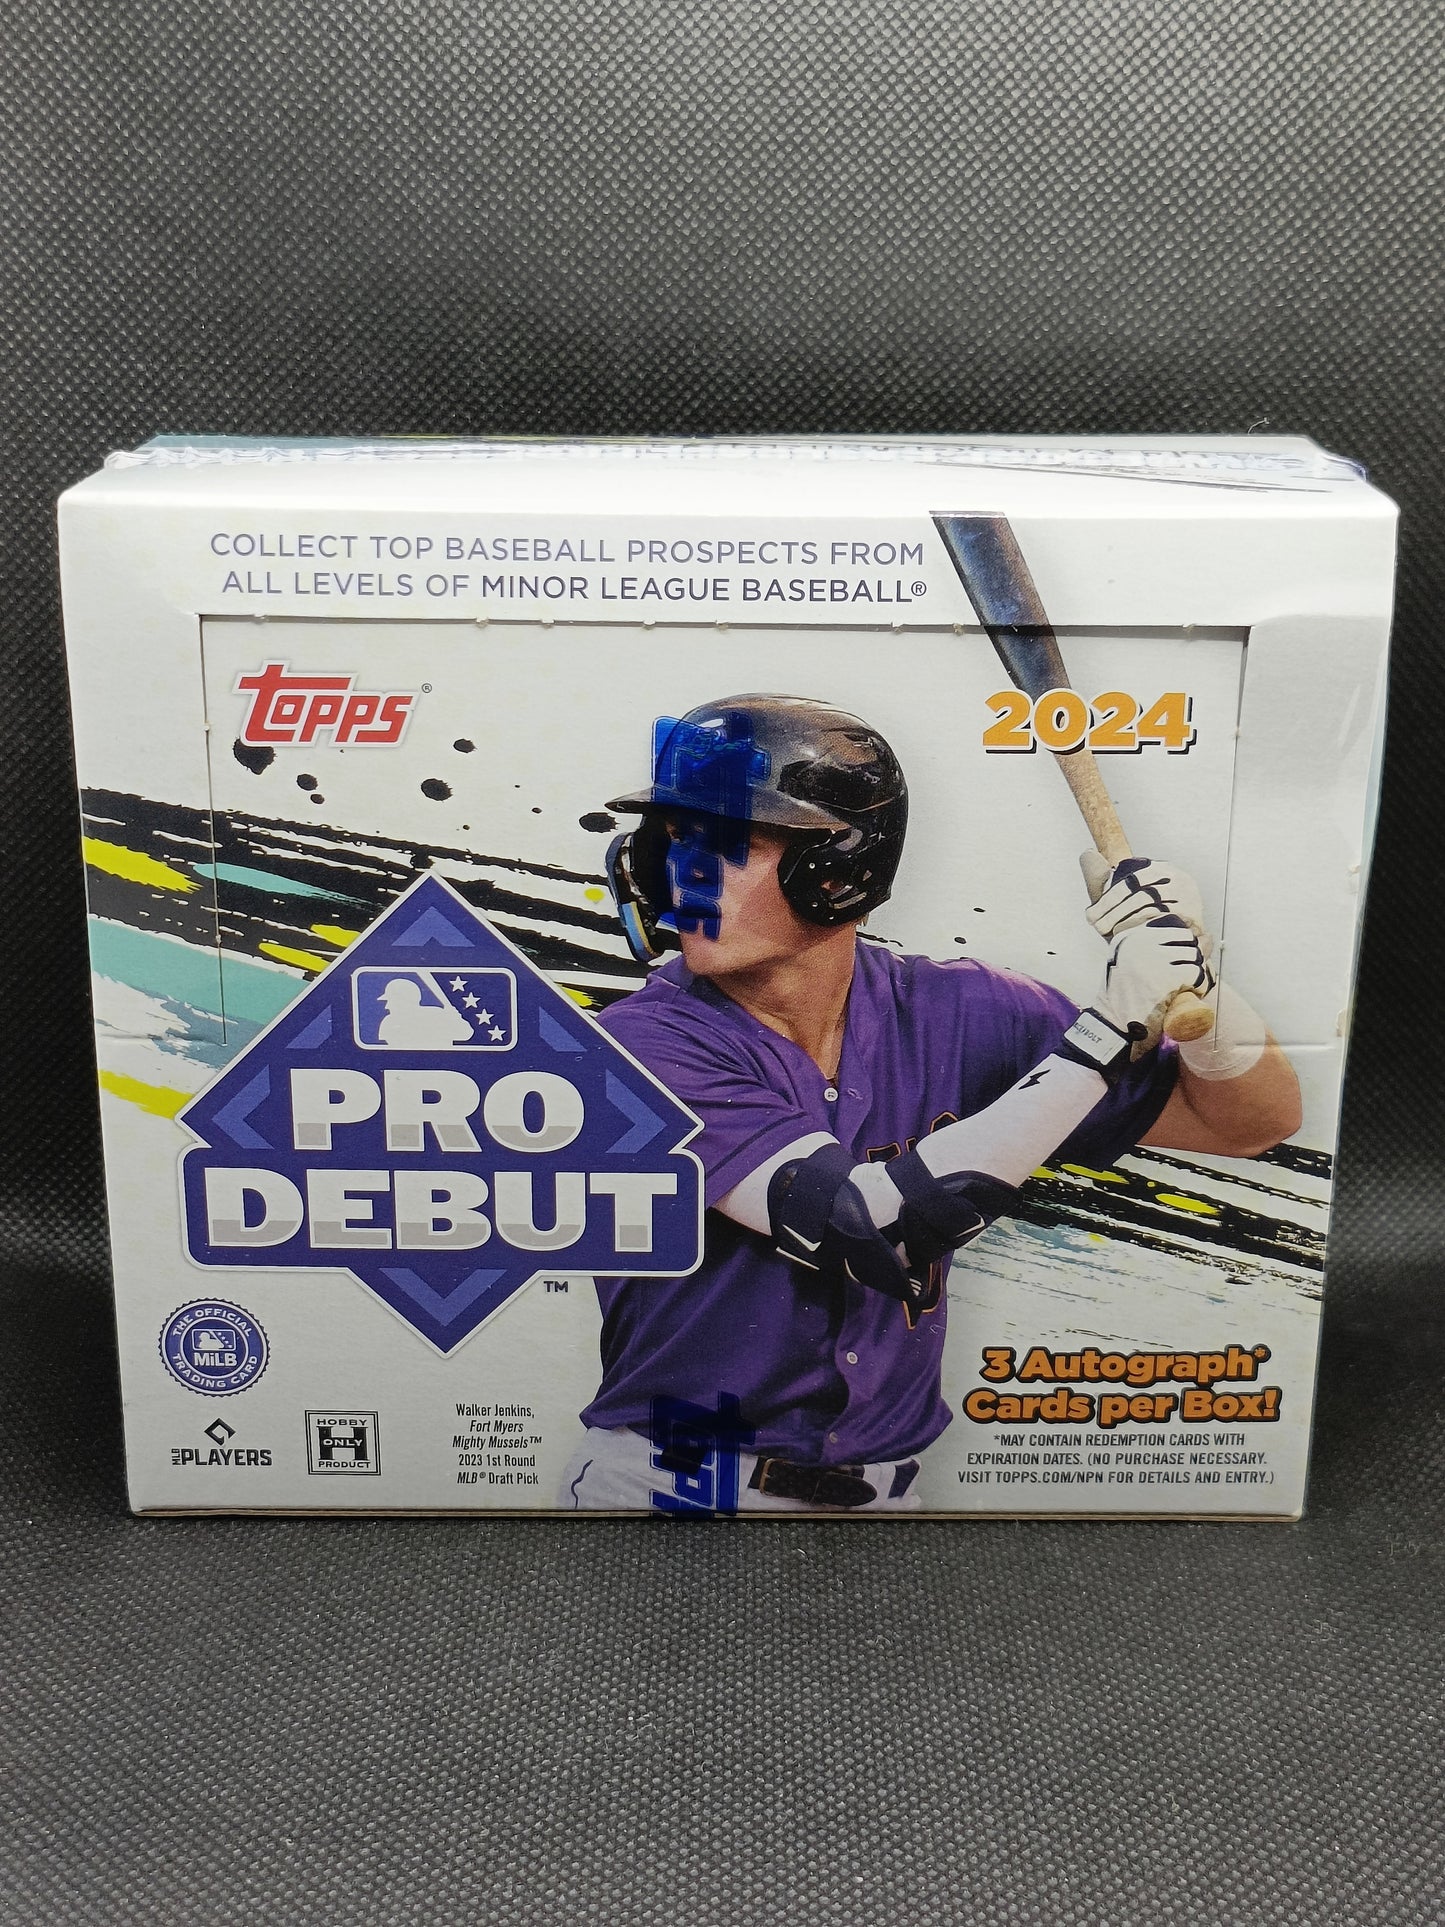 COLLECT TOP BASEBALL PROSPECTS FROM
ALL LEVELS OF MINOR LEAGUE BASEBALL®
TOPPS®
2024
PRO
DEBUT™
THE OFFICIAL
MiLB
TRADING CARD
MLB PLAYERS
HOBBY
ONLY
PRODUCT
Walker Jenkins,
Fort Myers
Mighty Mussels™
2023 1st Round
MLB® Draft Pick
3 Autograph*
Cards per Box!
*MAY CONTAIN REDEMPTION CARDS WITH
EXPIRATION DATES. (NO PURCHASE NECESSARY.
VISIT TOPPS.COM/NPN FOR DETAILS AND ENTRY.)
Topps